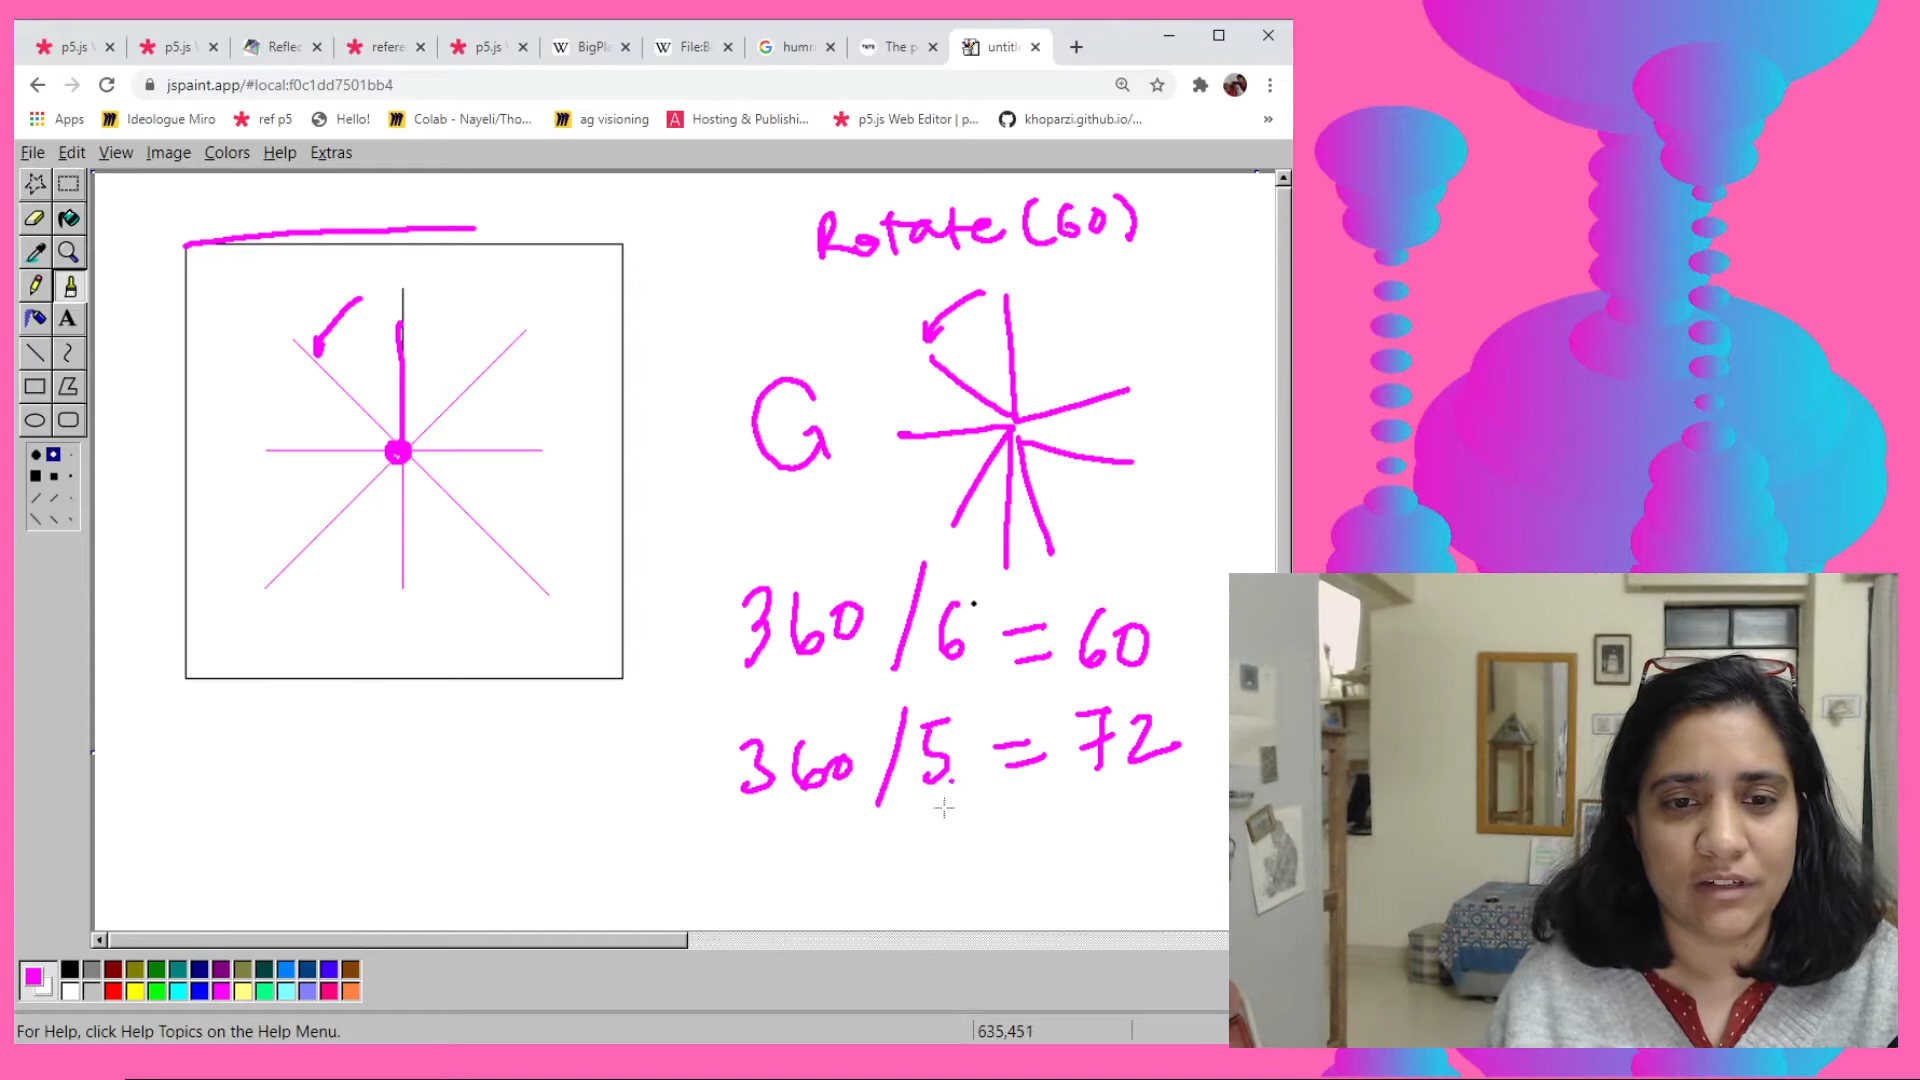 p5.js
p5.js
Reflec
refere
p5.js
BigPla
File:B
humn
The p
untitl
jspaint.app/#local:f0c1dd7501bb4
Apps
Ideologue Miro
ref p5
Hello!
Colab - Nayeli/Tho...
ag visioning
Hosting & Publishi...
p5.js Web Editor | p...
khoparzi.github.io/...
»
File Edit View Image Colors Help Extras
Rotate (60)
G
360 / 6 = 60
360 / 5 = 72
For Help, click Help Topics on the Help Menu.
635,451